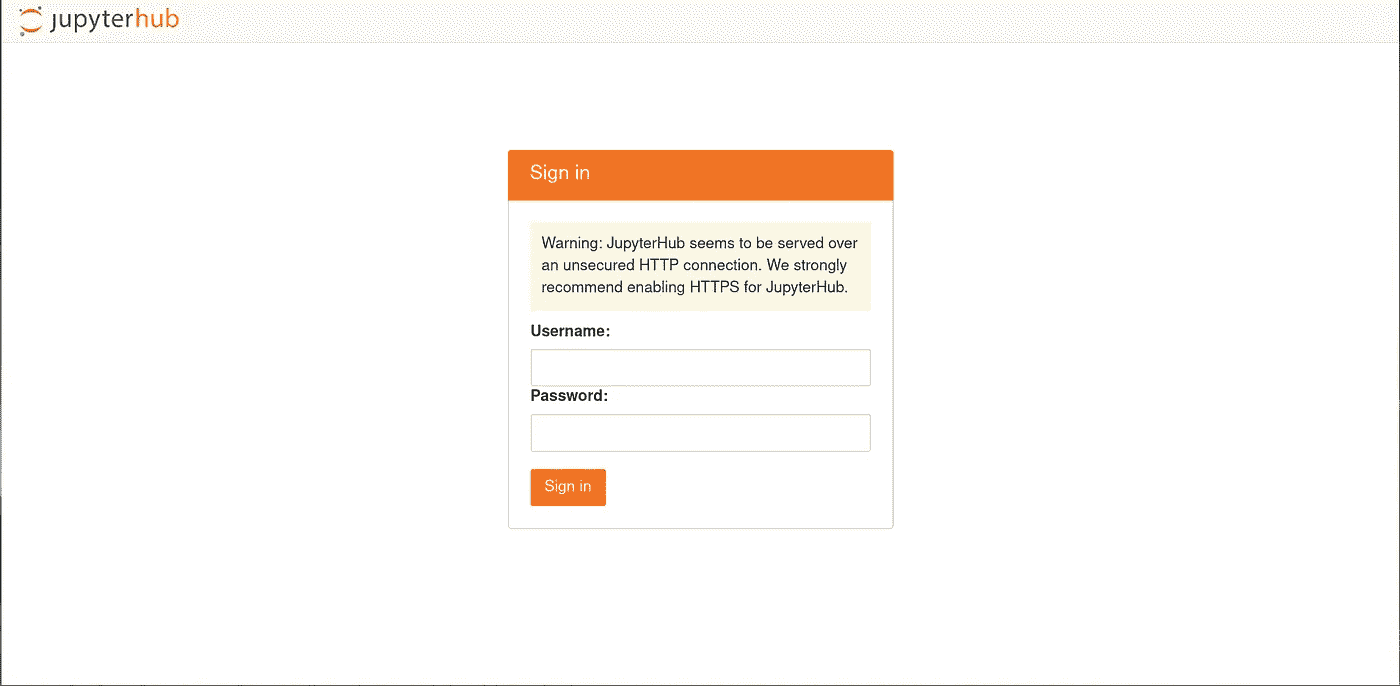 jupyterhub
Sign in
Warning: JupyterHub seems to be served over
an unsecured HTTP connection. We strongly
recommend enabling HTTPS for JupyterHub.
Username:
Password:
Sign in